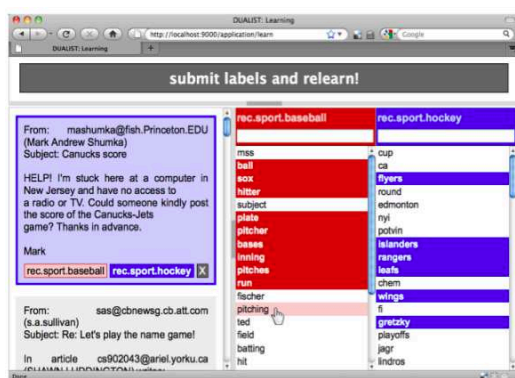 DUALIST: Learning
http://localhost:9000/application/learn
Google
DUALIST: Learning
submit labels and relearn!
From: mashumka@fish.Princeton.EDU
(Mark Andrew Shumka)
Subject: Canucks score
HELP! I'm stuck here at a computer in
New Jersey and have no access to
a radio or TV. Could someone kindly post
the score of the Canucks-Jets
game? Thanks in advance.
Mark
rec.sport.baseball rec.sport.hockey X
From: sas@cbnewsg.cb.att.com
(s.a.sullivan)
Subject: Re: Let's play the name game!
In article cs902043@ariel.yorku.ca
rec.sport.baseball
mss
ball
sox
hitter
subject
plate
pitcher
bases
inning
pitches
run
fischer
pitching
ted
field
batting
hit
rec.sport.hockey
cup
ca
flyers
round
edmonton
nyi
potvin
islanders
rangers
leafs
chem
wings
fi
gretzky
playoffs
jagr
lindros
Done